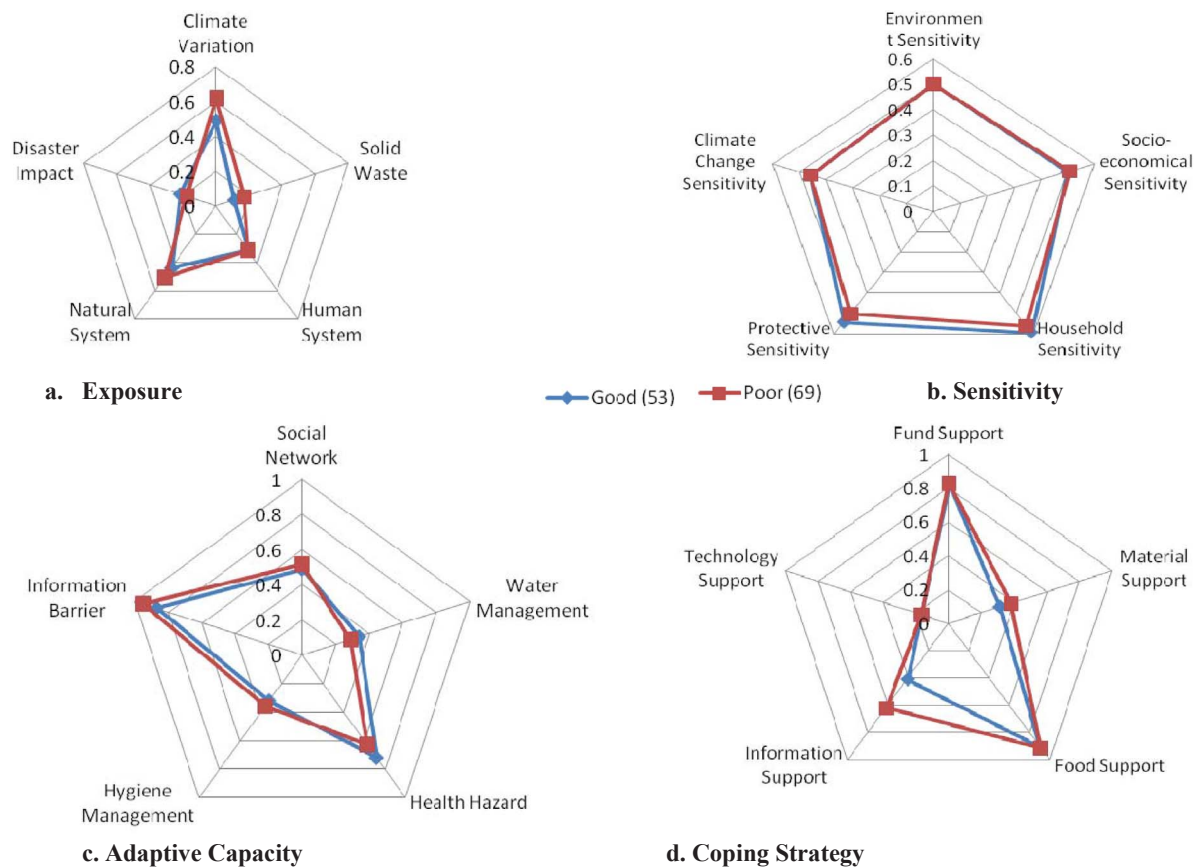 Climate
Variation
0.8
0.6
0.4
0.2
0
Disaster
Impact
Solid
Waste
Natural
System
Human
System
a. Exposure
Environmen
t Sensitivity
0.6
0.5
0.4
0.3
0.2
0.1
0
Climate
Change
Sensitivity
Socio-
economical
Sensitivity
Protective
Sensitivity
Household
Sensitivity
b. Sensitivity
Good (53) Poor (69)
Social
Network
1
0.8
0.6
0.4
0.2
0
Information
Barrier
Water
Management
Hygiene
Management
Health Hazard
c. Adaptive Capacity
Fund Support
1
0.8
0.6
0.4
0.2
0
Technology
Support
Material
Support
Information
Support
Food Support
d. Coping Strategy